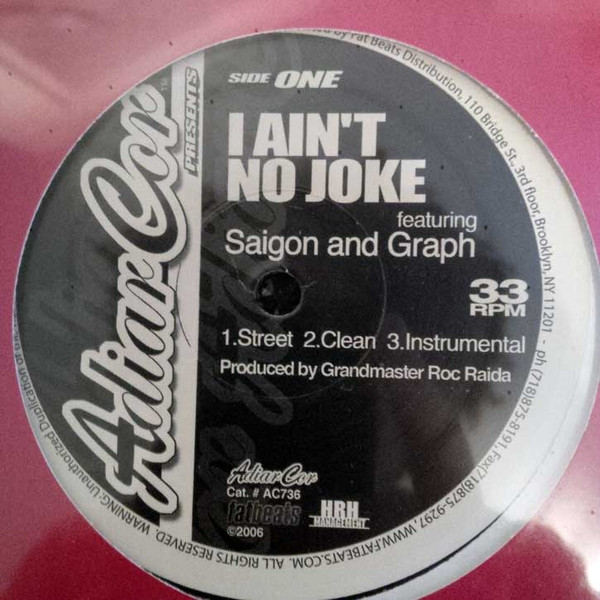 AdiarCor
PRESENTS
SIDE ONE
I AIN'T
NO JOKE
featuring
Saigon and Graph
33
RPM
1.Street 2.Clean 3.Instrumental
Produced by Grandmaster Roc Raida
AdiarCor
Cat. # AC736
fatbeats
©2006
HRH
MANAGEMENT
by Fat Beats Distribution, 110 Bridge St., 3rd floor, Brooklyn, NY 11201 - ph (718)875-8191, Fax(718)875-9297, WWW.FATBEATS.COM. ALL RIGHTS RESERVED. WARNING: Unauthorized Duplication